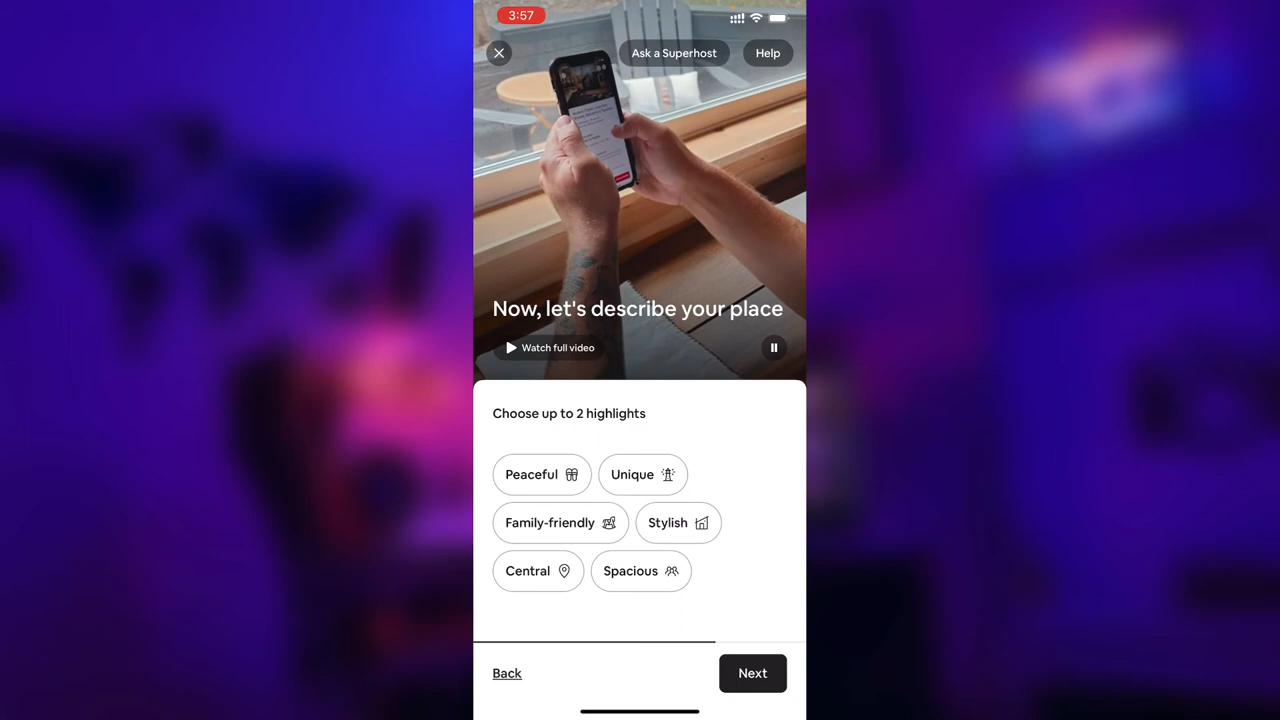 3:57
Ask a Superhost
Help
Now, let's describe your place
Watch full video
Choose up to 2 highlights
Peaceful
Unique
Family-friendly
Stylish
Central
Spacious
Back
Next